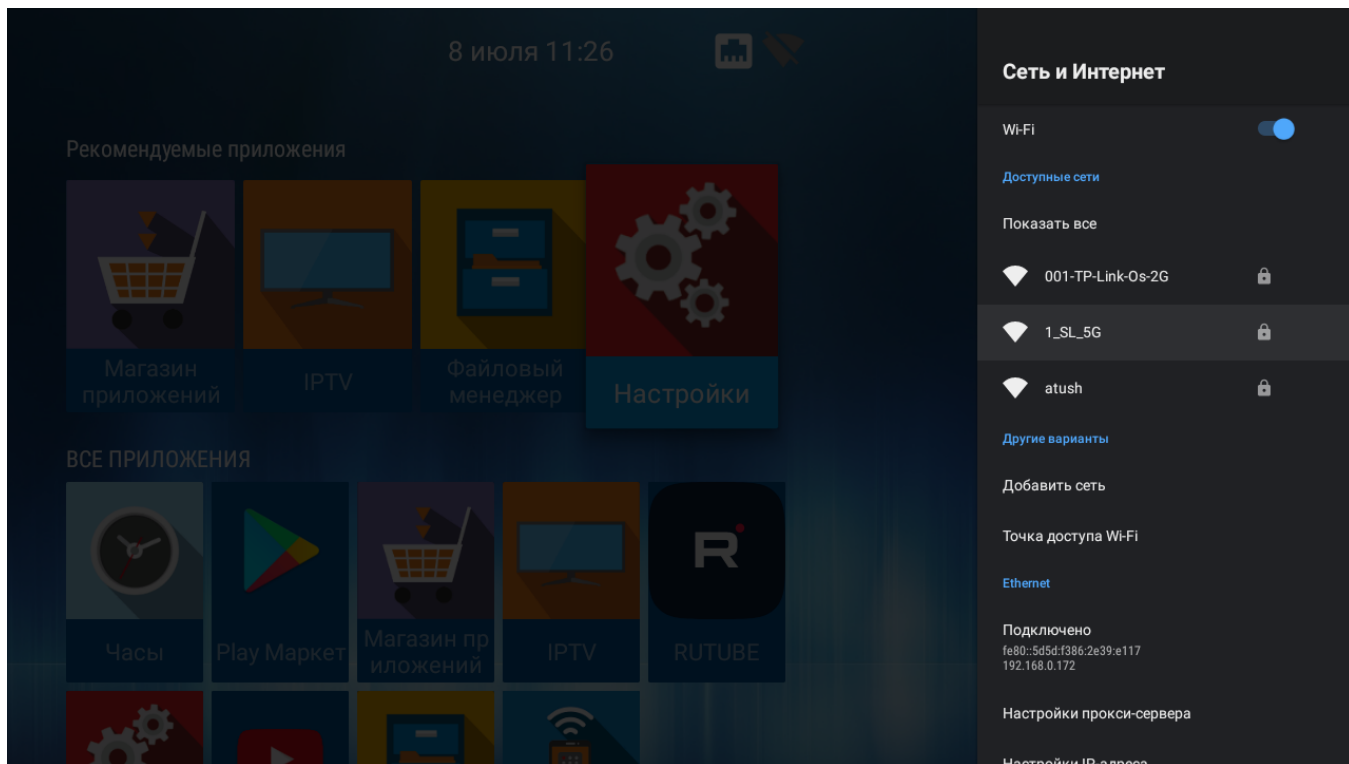 8 июля 11:26
Рекомендуемые приложения
Магазин
приложений
IPTV
Файловый
менеджер
Настройки
ВСЕ ПРИЛОЖЕНИЯ
Часы
Play Маркет
Магазин пр
иложений
IPTV
R
RUTUBE
Сеть и Интернет
Wi-Fi
Доступные сети
Показать все
001-TP-Link-Os-2G
1_SL_5G
atush
Другие варианты
Добавить сеть
Точка доступа Wi-Fi
Ethernet
Подключено
fe80::5d5d:f386:2e39:e117
192.168.0.172
Настройки прокси-сервера
Настройки IP-адреса